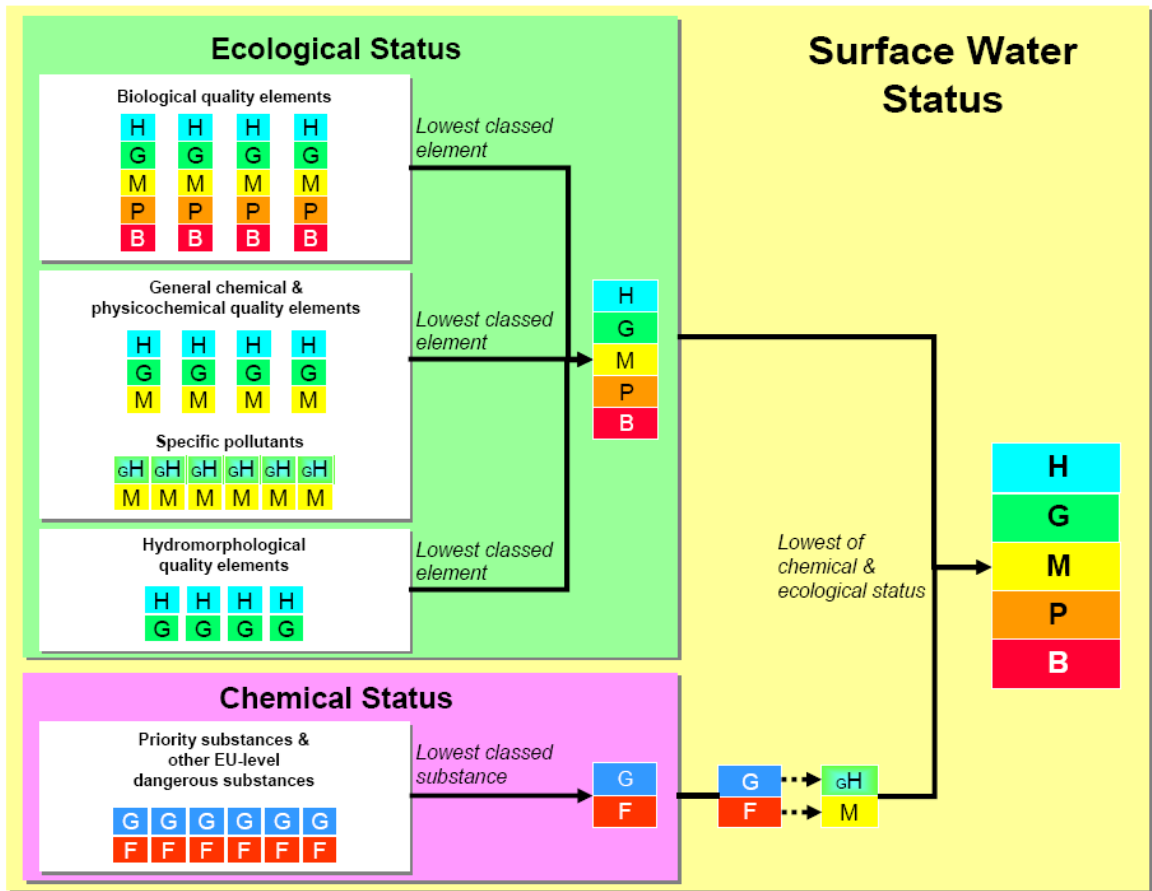 Ecological Status
Surface Water
Status
Biological quality elements
H H H H
G G G G
M M M M
P P P P
B B B B
Lowest classed
element
General chemical &
physicochemical quality elements
H H H H
G G G G
M M M M
Specific pollutants
GH GH GH GH GH GH
M M M M M M
Lowest classed
element
Hydromorphological
quality elements
H H H H
G G G G
Lowest classed
element
H
G
M
P
B
Chemical Status
Priority substances &
other EU-level
dangerous substances
G G G G G G
F F F F F F
Lowest classed
substance
G
F
G
F
GH
M
Lowest of
chemical &
ecological status
H
G
M
P
B